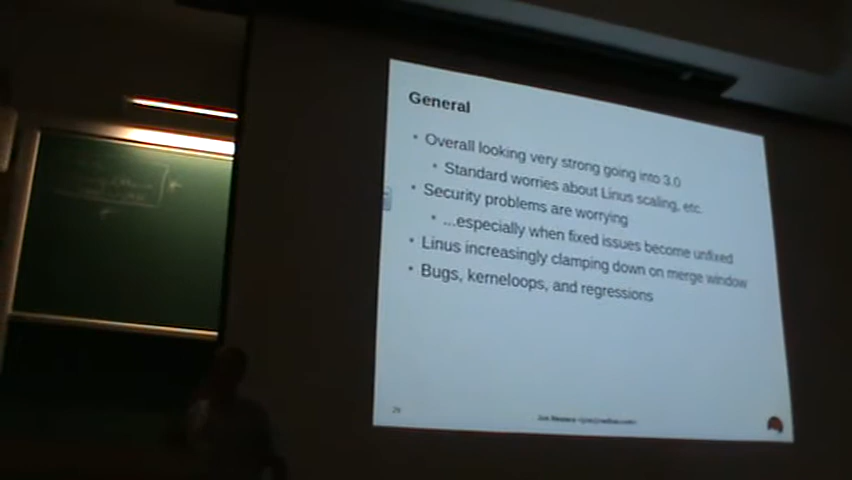 General
Overall looking very strong going into 3.0
Standard worries about Linus scaling, etc.
Security problems are worrying
...especially when fixed issues become unfixed
Linus increasingly clamping down on merge window
Bugs, kerneloops, and regressions